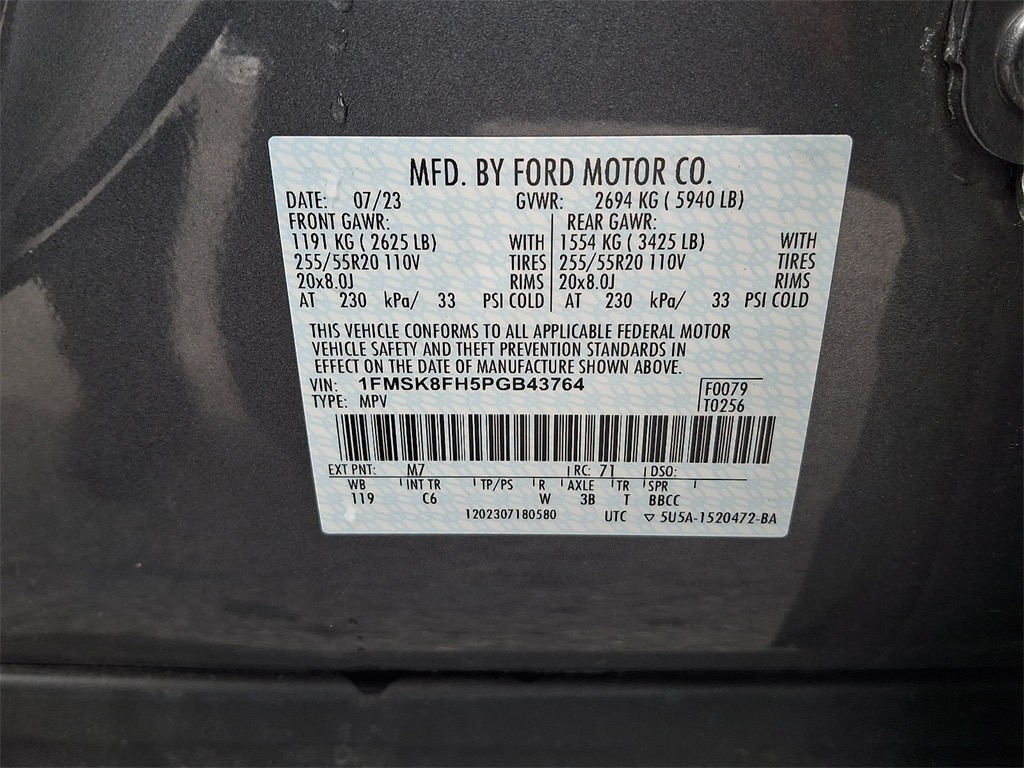 MFD. BY FORD MOTOR CO.
DATE: 07/23 GVWR: 2694 KG ( 5940 LB)
FRONT GAWR: REAR GAWR:
1191 KG ( 2625 LB) WITH 1554 KG ( 3425 LB) WITH
255/55R20 110V TIRES 255/55R20 110V TIRES
20x8.0J RIMS 20x8.0J RIMS
AT 230 kPa/ 33 PSI COLD AT 230 kPa/ 33 PSI COLD
THIS VEHICLE CONFORMS TO ALL APPLICABLE FEDERAL MOTOR
VEHICLE SAFETY AND THEFT PREVENTION STANDARDS IN
EFFECT ON THE DATE OF MANUFACTURE SHOWN ABOVE.
VIN: 1FMSK8FH5PGB43764 F0079
TYPE: MPV T0256
EXT PNT: M7 RC: 71 DSO:
WB INT TR TP/PS R AXLE TR SPR
119 C6 W 3B T BBCC
1202307180580 UTC ▽ 5U5A-1520472-BA